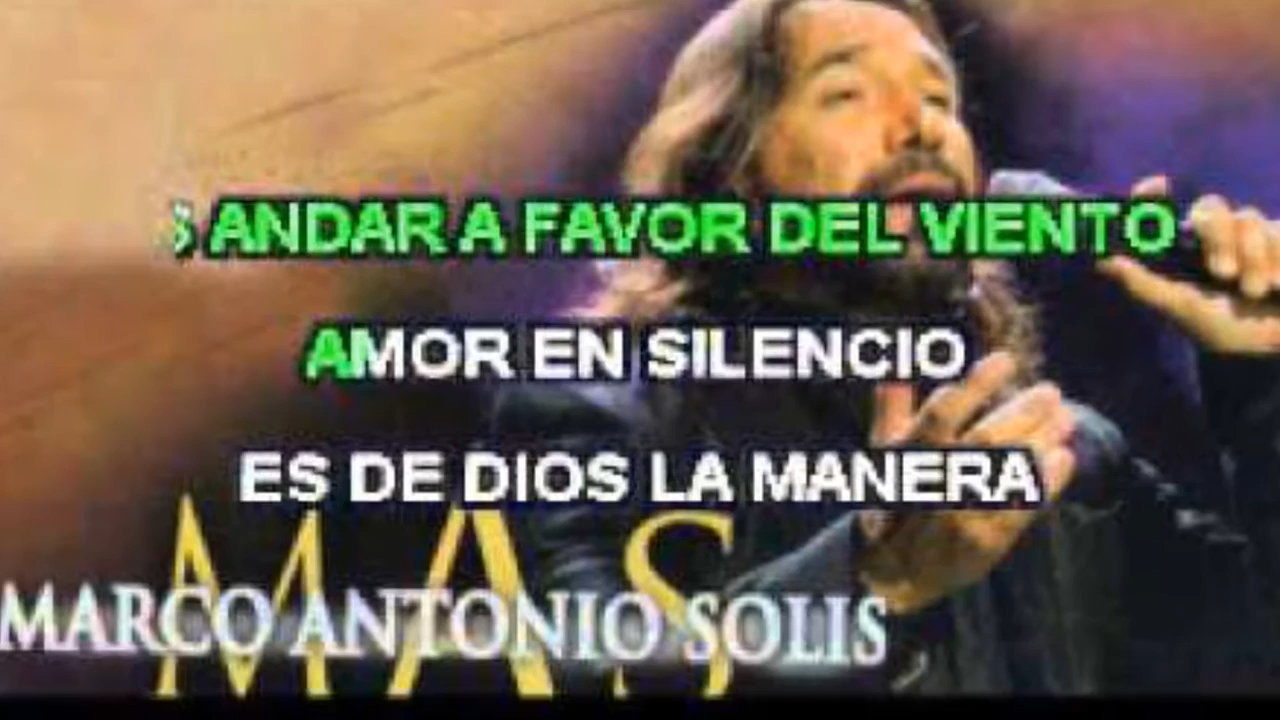 ANDAR A FAVOR DEL VIENTO
AMOR EN SILENCIO
ES DE DIOS LA MANERA
MAS
MARCO ANTONIO SOLIS